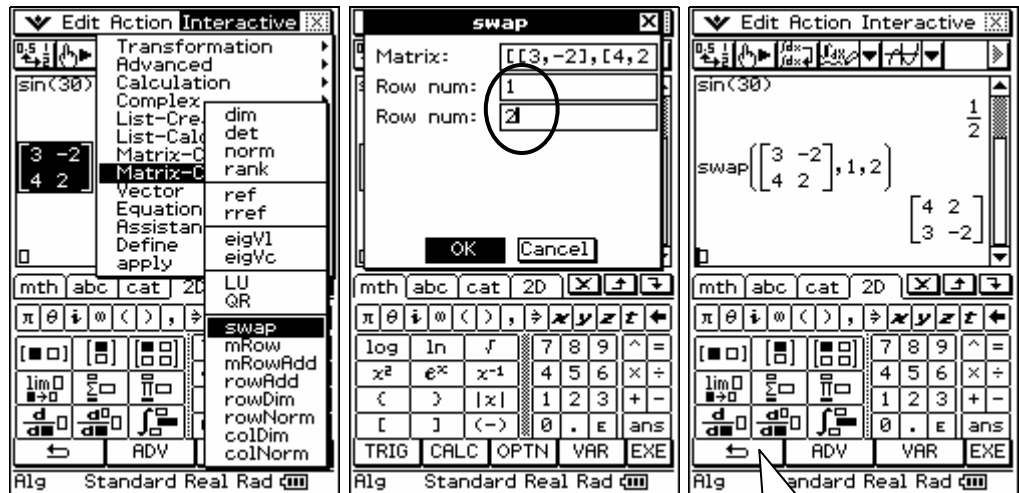 Edit Action Interactive
Transformation
Advanced
Calculation
Complex
List-Cre
List-Calc
Matrix-C
Matrix-C
Vector
Equation
Assistan
Define
apply
dim
det
norm
rank
ref
rref
eigVl
eigVc
LU
QR
swap
mRow
mRowAdd
rowAdd
rowDim
rowNorm
colDim
colNorm
sin(30)
3 -2
4 2
mth abc cat 2D
π θ i ∞ ( ) ,
lim
Σ
Π
d
ADV
Alg Standard Real Rad
swap
Matrix: [[3,-2],[4,2
Row num: 1
Row num: 2
OK Cancel
mth abc cat 2D
π θ i ∞ ( ) , ⇒ x y z t
log ln √ 7 8 9 ^ =
x² eˣ x⁻¹ 4 5 6 × ÷
( ) |x| 1 2 3 + -
[ ] (-) 0 . E ans
TRIG CALC OPTN VAR EXE
Alg Standard Real Rad
Edit Action Interactive
sin(30)
1
2
swap([3 -2
4 2],1,2)
[4 2
3 -2]
mth abc cat 2D
π θ i ∞ ( ) , ⇒ x y z t
7 8 9 ^ =
lim Σ Π 4 5 6 × ÷
1 2 3 + -
d d ∫ 0 . E ans
ADV VAR EXE
Alg andard Real Rad